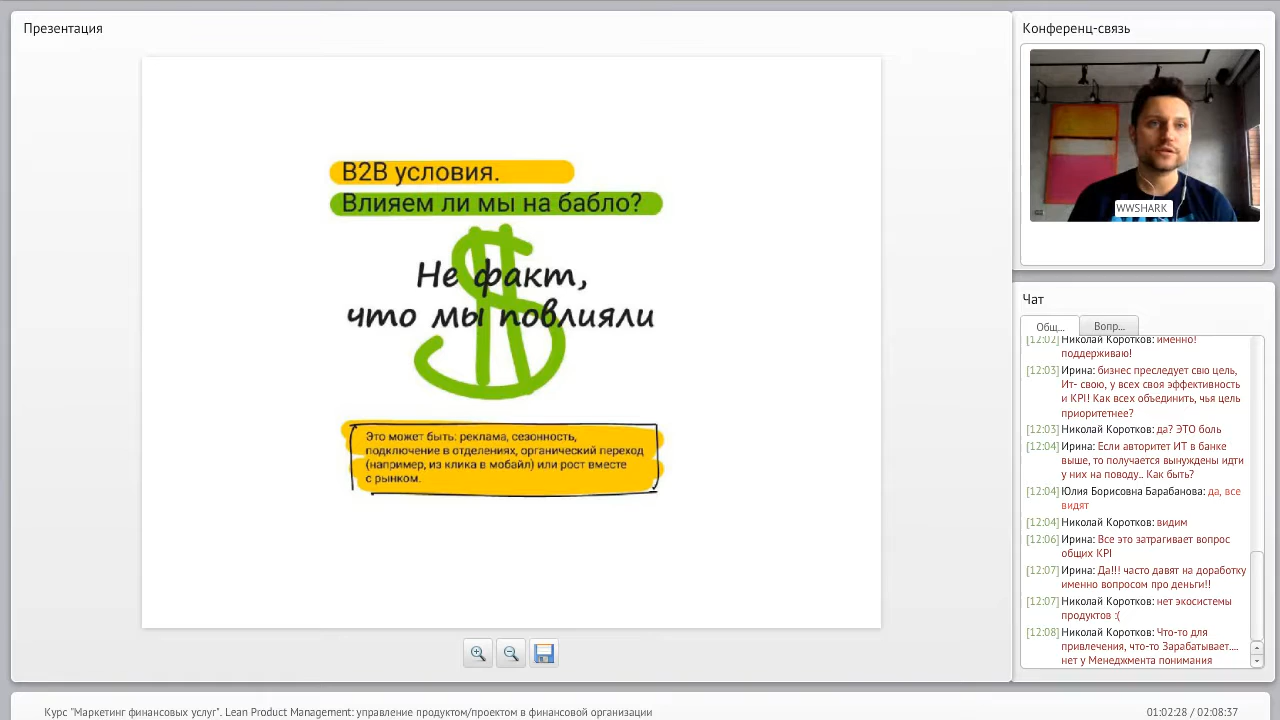 Презентация
B2B условия.
Влияем ли мы на бабло?
Не факт,
что мы повлияли
Это может быть: реклама, сезонность,
подключение в отделениях, органический переход
(например, из клика в мобайл) или рост вместе
с рынком.
Конференц-связь
WWSHARK
Чат
Общ...
Вопр...
[12:02] Николай Коротков: именно!
поддерживаю!
[12:03] Ирина: бизнес преследует свю цель,
Ит- свою, у всех своя эффективность
и KPI! Как всех объединить, чья цель
приоритетнее?
[12:03] Николай Коротков: да? ЭТО боль
[12:04] Ирина: Если авторитет ИТ в банке
выше, то получается вынуждены идти
у них на поводу.. Как быть?
[12:04] Юлия Борисовна Барабанова: да, все
видят
[12:04] Николай Коротков: видим
[12:06] Ирина: Все это затрагивает вопрос
общих KPI
[12:07] Ирина: Да!!! часто давят на доработку
именно вопросом про деньги!!
[12:07] Николай Коротков: нет экосистемы
продуктов :(
[12:08] Николай Коротков: Что-то для
привлечения, что-то Зарабатывает....
нет у Менеджмента понимания
Курс "Маркетинг финансовых услуг". Lean Product Management: управление продуктом/проектом в финансовой организации
01:02:28 / 02:08:37